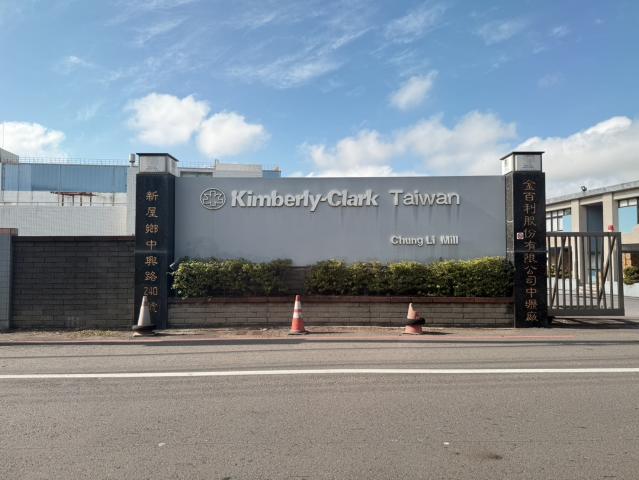 Kimberly-Clark Taiwan
Chung Li Mill
新屋鄉中興路240號
金百利股份有限公司中壢廠